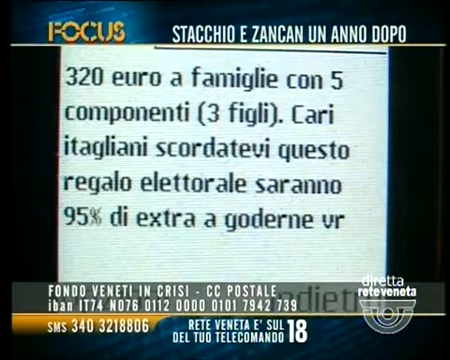 FOCUS
STACCHIO E ZANCAN UN ANNO DOPO
320 euro a famiglie con 5
componenti (3 figli). Cari
itagliani scordatevi questo
regalo elettorale saranno
95% di extra a goderne vr
FONDO VENETI IN CRISI - CC POSTALE
iban IT74 N076 0112 0000 0101 7942 739
diretta
reteveneta
SMS 340 3218806
RETE VENETA E' SUL
DEL TUO TELECOMANDO 18